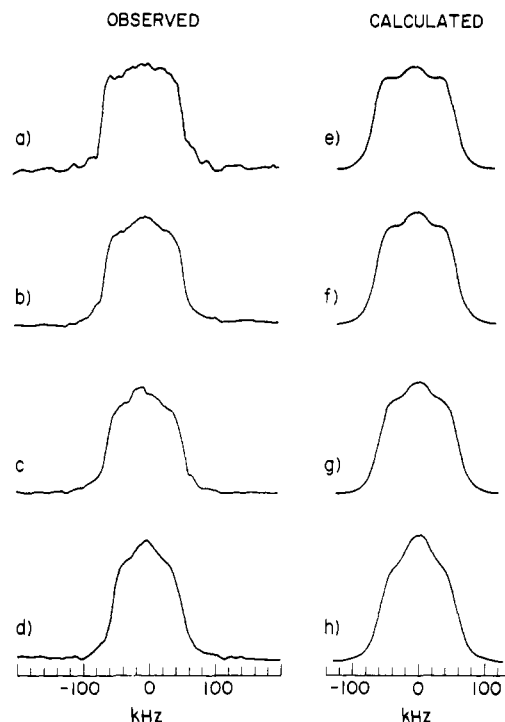 OBSERVED CALCULATED
a) e)
b) f)
c g)
d) h)
-100 0 100 -100 0 100
kHz kHz